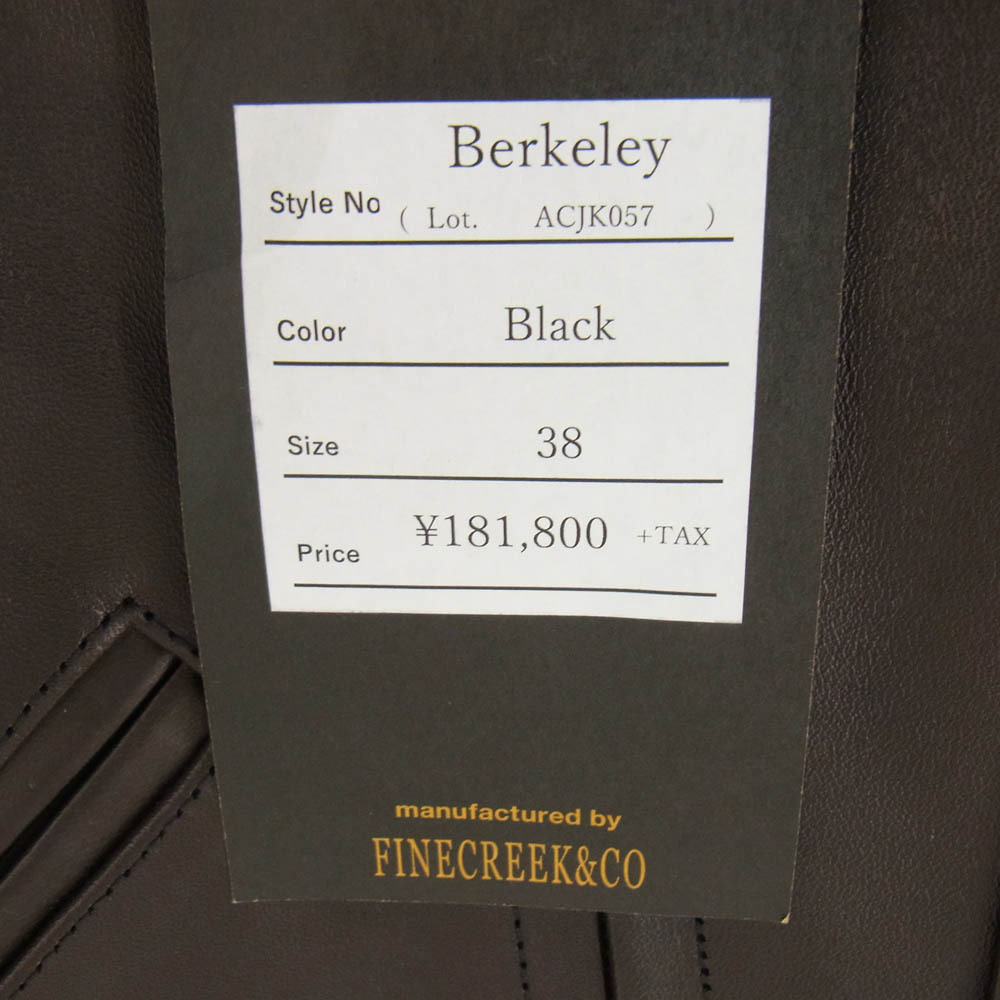 Berkeley
Style No ( Lot. ACJK057 )
Color Black
Size 38
Price ¥181,800 +TAX
manufactured by
FINECREEK&CO